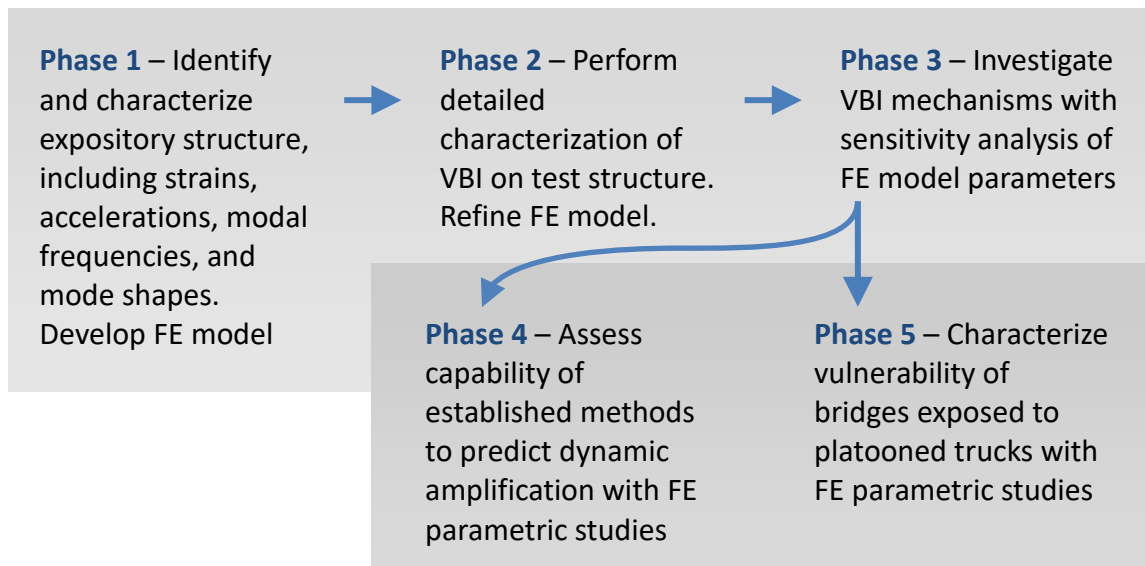 Phase 1 – Identify
and characterize
expository structure,
including strains,
accelerations, modal
frequencies, and
mode shapes.
Develop FE model
Phase 2 – Perform
detailed
characterization of
VBI on test structure.
Refine FE model.
Phase 3 – Investigate
VBI mechanisms with
sensitivity analysis of
FE model parameters
Phase 4 – Assess
capability of
established methods
to predict dynamic
amplification with FE
parametric studies
Phase 5 – Characterize
vulnerability of
bridges exposed to
platooned trucks with
FE parametric studies